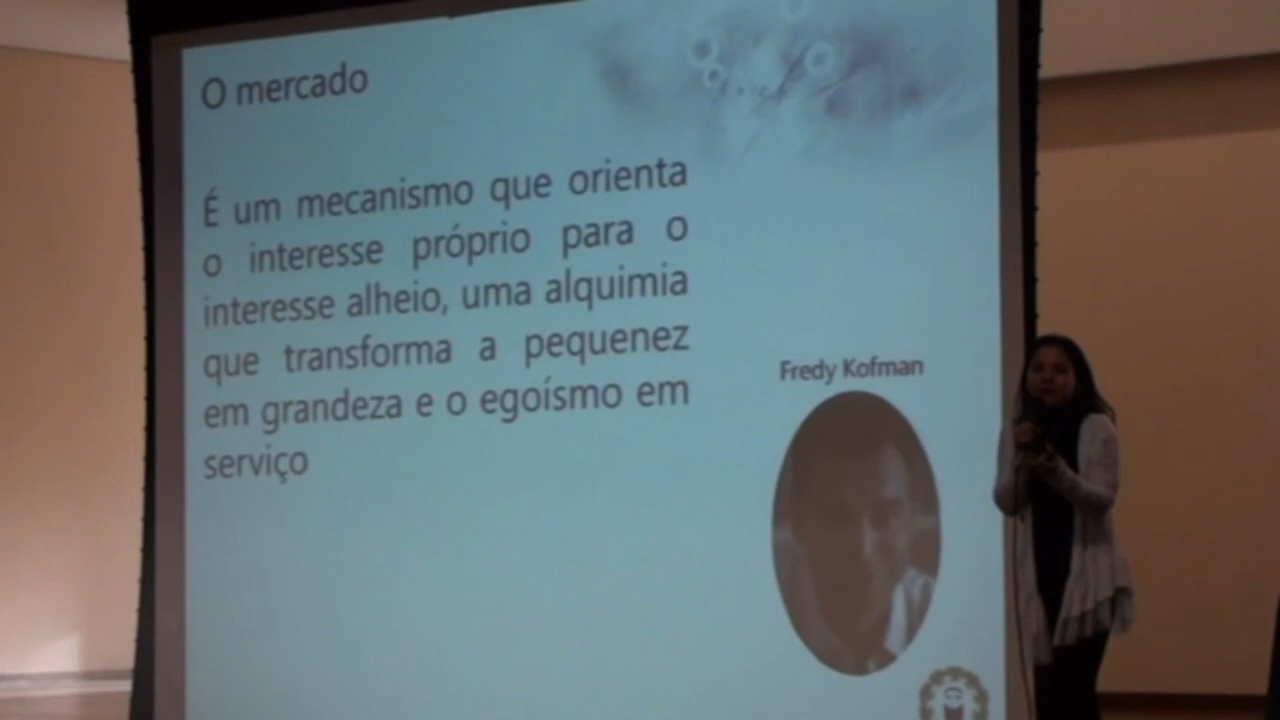 O mercado
É um mecanismo que orienta
o interesse próprio para o
interesse alheio, uma alquimia
que transforma a pequenez
em grandeza e o egoísmo em
serviço
Fredy Kofman